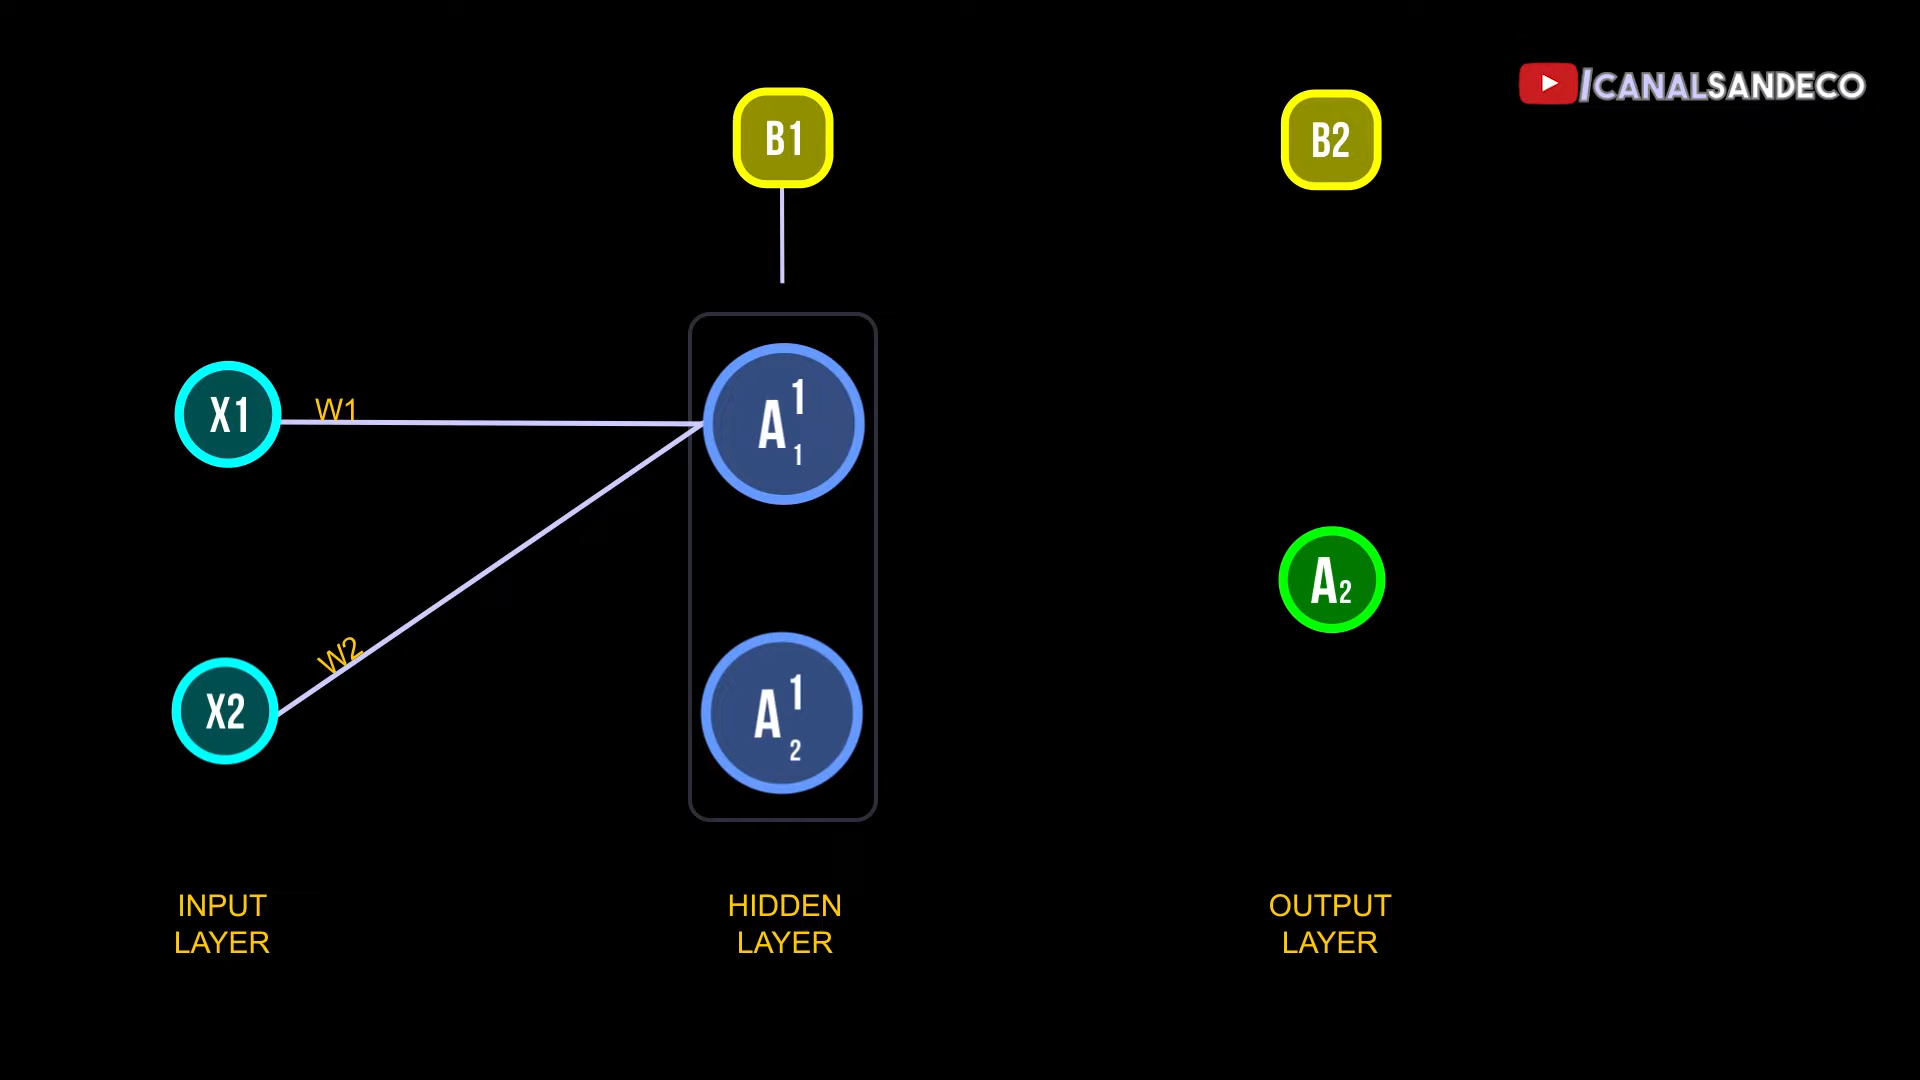 /CANALSANDECO
B1
B2
X1
W1
A 1 1
A2
W2
X2
A 1 2
INPUT
LAYER
HIDDEN
LAYER
OUTPUT
LAYER